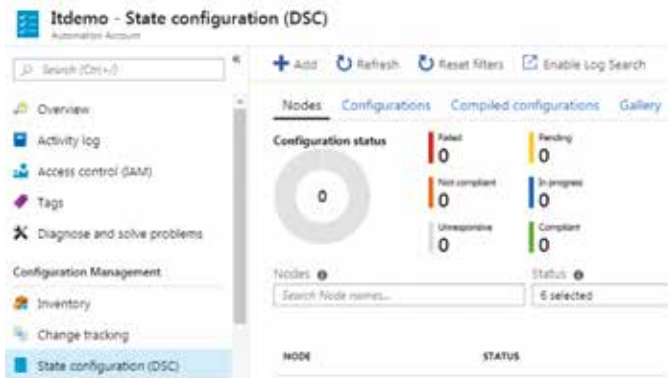 Itdemo - State configuration (DSC)
Automation Account
Search (Ctrl+/)
«
Add Refresh Reset filters Enable Log Search
Overview
Activity log
Access control (IAM)
Tags
Diagnose and solve problems
Configuration Management
Inventory
Change tracking
State configuration (DSC)
Nodes Configurations Compiled configurations Gallery
Configuration status
0
Failed
0
Pending
0
Not compliant
0
In progress
0
Unresponsive
0
Compliant
0
Nodes
Search Node names...
Status
6 selected
NODE STATUS